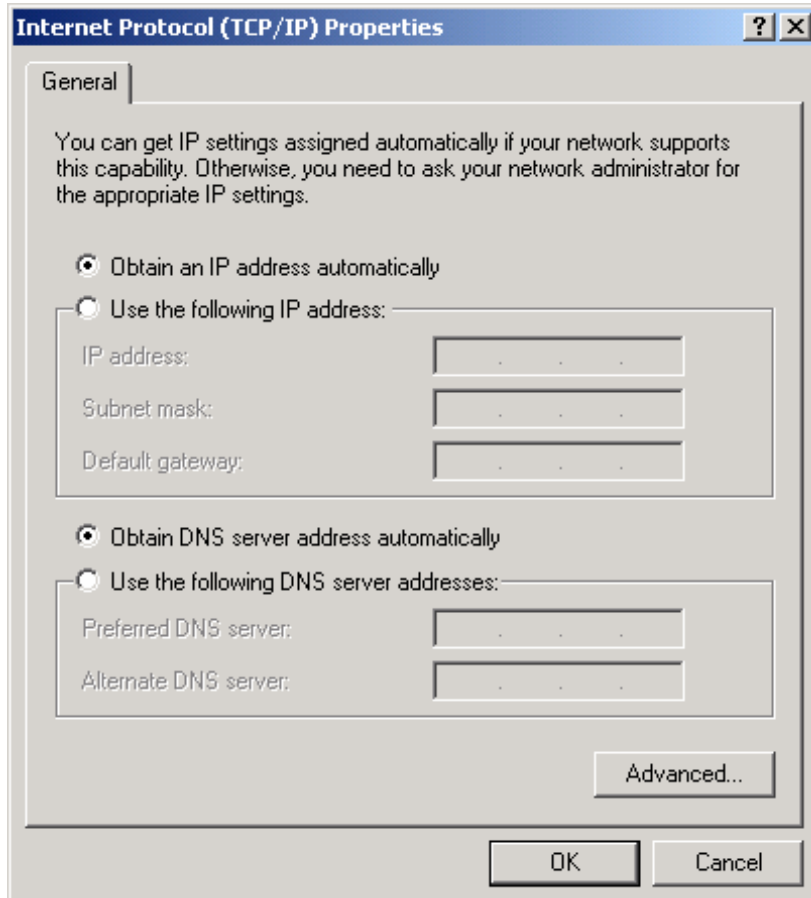 Internet Protocol (TCP/IP) Properties
General
You can get IP settings assigned automatically if your network supports
this capability. Otherwise, you need to ask your network administrator for
the appropriate IP settings.
Obtain an IP address automatically
Use the following IP address:
IP address:
Subnet mask:
Default gateway:
Obtain DNS server address automatically
Use the following DNS server addresses:
Preferred DNS server:
Alternate DNS server:
Advanced...
OK Cancel